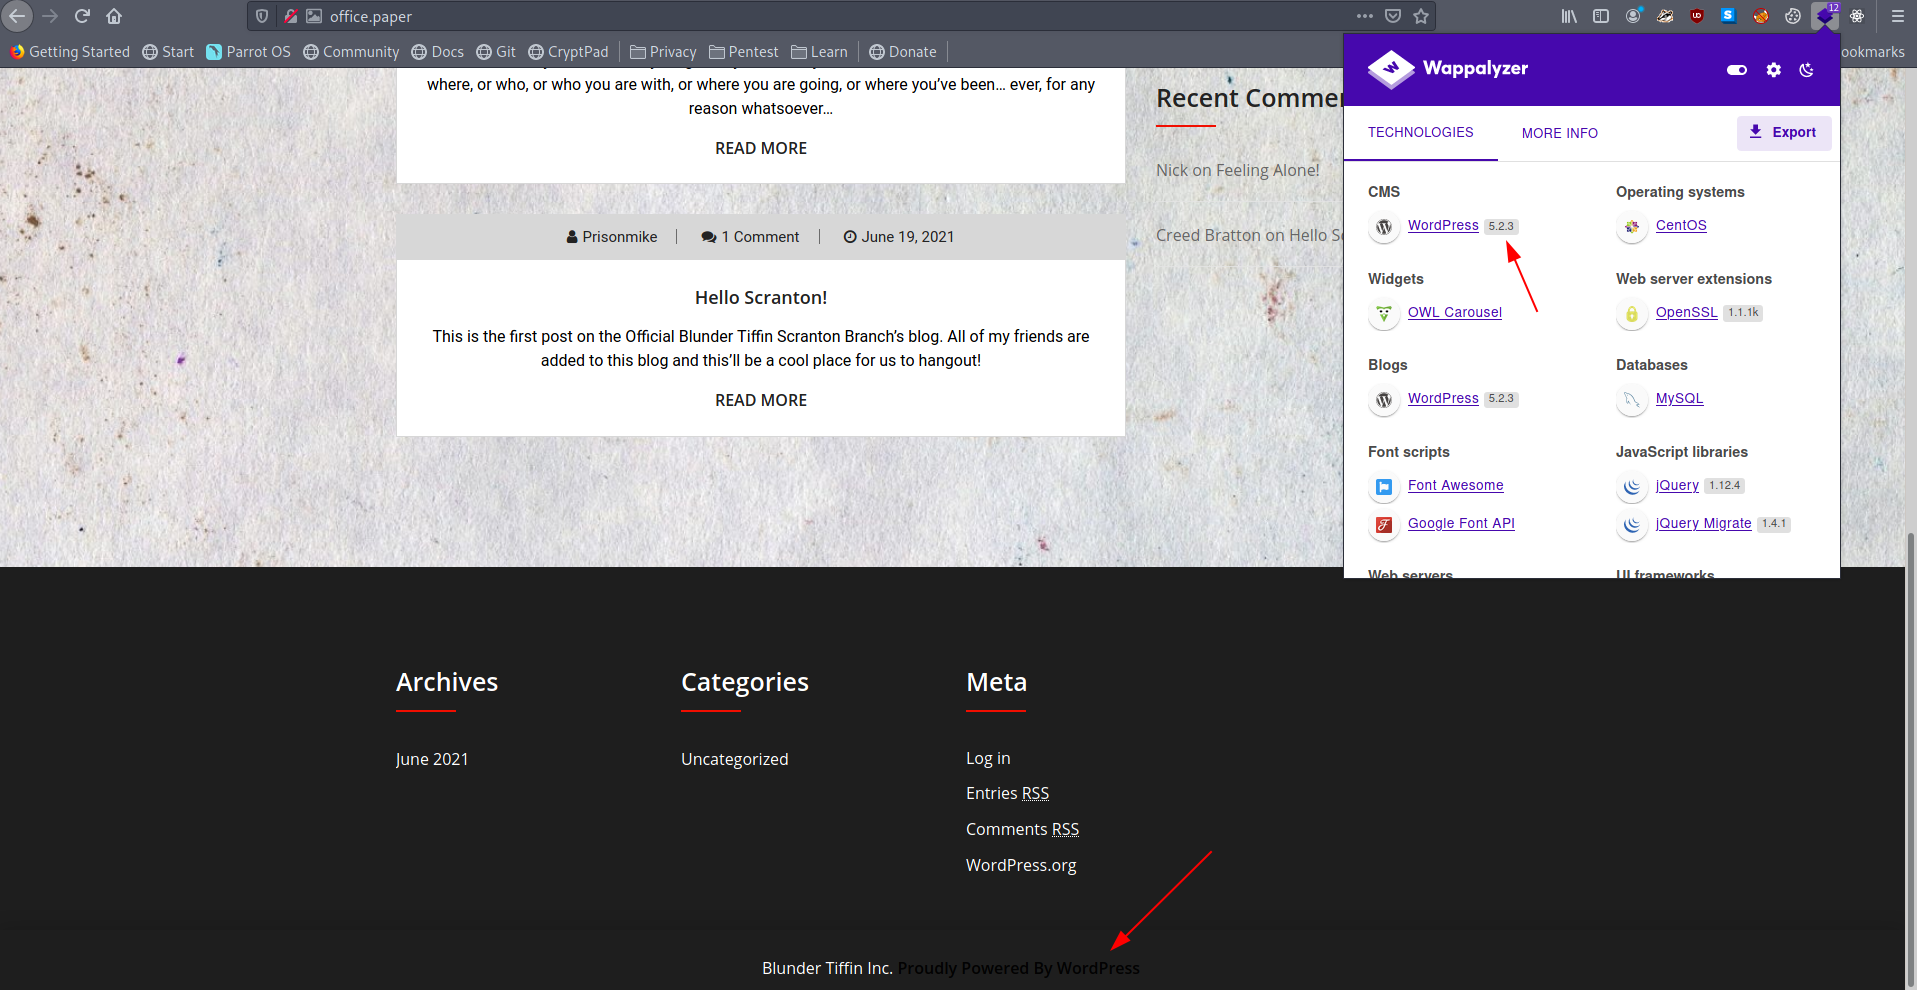 office.paper
12
Getting Started
Start
Parrot OS
Community
Docs
Git
CryptPad
Privacy
Pentest
Learn
Donate
ookmarks
where, or who, or who you are with, or where you are going, or where you’ve been… ever, for any
reason whatsoever…
READ MORE
Prisonmike
1 Comment
June 19, 2021
Hello Scranton!
This is the first post on the Official Blunder Tiffin Scranton Branch’s blog. All of my friends are
added to this blog and this’ll be a cool place for us to hangout!
READ MORE
Recent Commen
Nick on Feeling Alone!
Creed Bratton on Hello Sc
Wappalyzer
TECHNOLOGIES
MORE INFO
Export
CMS
WordPress 5.2.3
Operating systems
CentOS
Widgets
OWL Carousel
Web server extensions
OpenSSL 1.1.1k
Blogs
WordPress 5.2.3
Databases
MySQL
Font scripts
Font Awesome
Google Font API
JavaScript libraries
jQuery 1.12.4
jQuery Migrate 1.4.1
Web servers
UI frameworks
Archives
June 2021
Categories
Uncategorized
Meta
Log in
Entries RSS
Comments RSS
WordPress.org
Blunder Tiffin Inc. Proudly Powered By WordPress